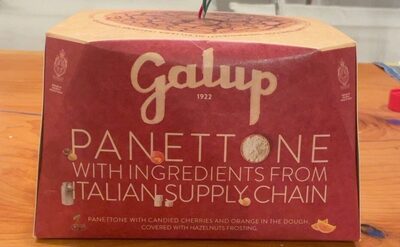 Galup
1922
PANETTONE
WITH INGREDIENTS FROM
ITALIAN SUPPLY CHAIN
PANETTONE WITH CANDIED CHERRIES AND ORANGE IN THE DOUGH,
COVERED WITH HAZELNUTS FROSTING